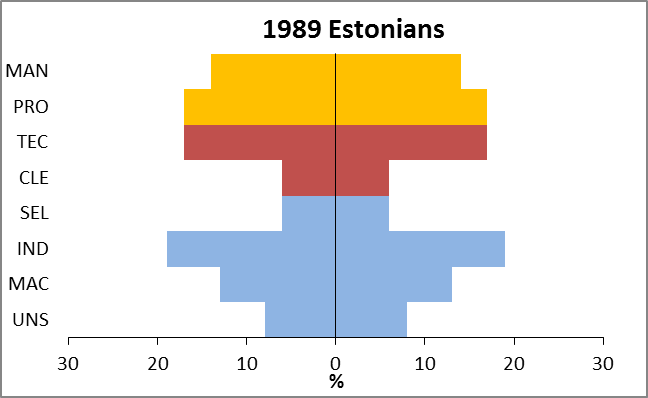 1989 Estonians
MAN
PRO
TEC
CLE
SEL
IND
MAC
UNS
30 20 10 0 10 20 30
%